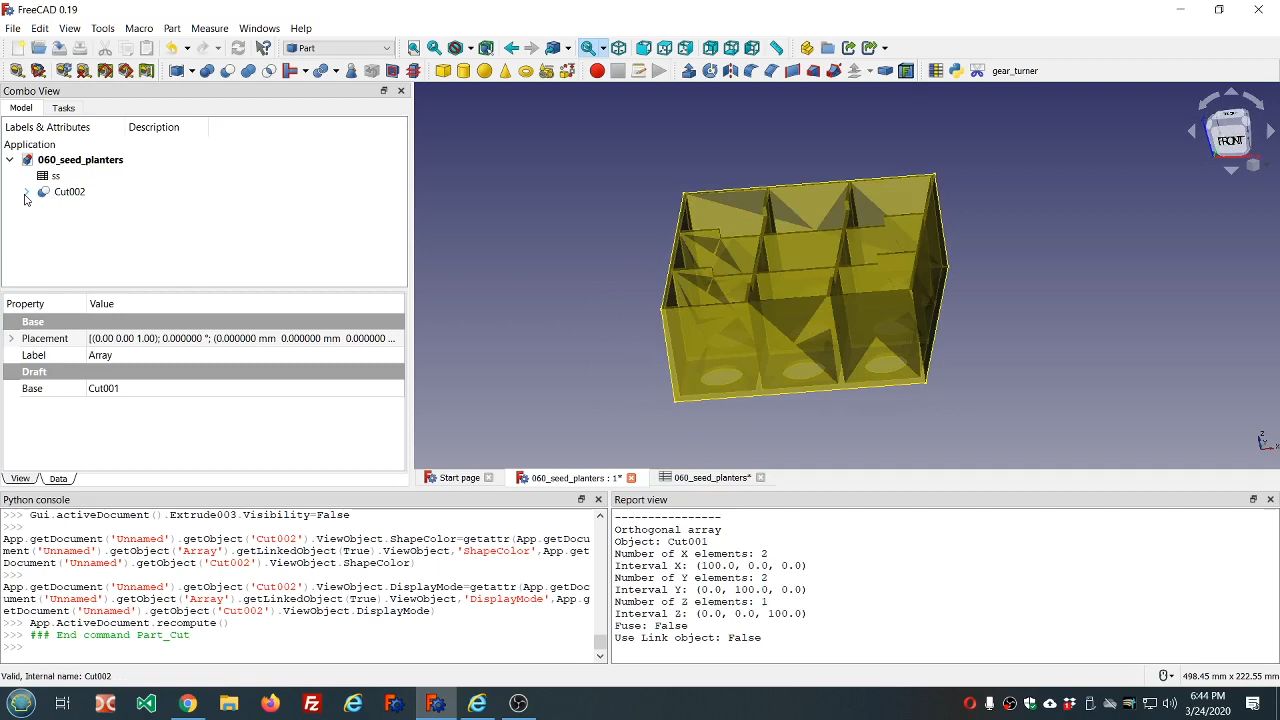 FreeCAD 0.19
File Edit View Tools Macro Part Measure Windows Help
Part
gear_turner
Combo View
Model Tasks
Labels & Attributes Description
Application
060_seed_planters
ss
Cut002
Property Value
Base
Placement [(0.00 0.00 1.00); 0.000000 °; (0.000000 mm 0.000000 mm 0.000000 ...
Label Array
Draft
Base Cut001
View Data
FRONT
Start page 060_seed_planters : 1* 060_seed_planters*
Python console
>>> Gui.activeDocument().Extrude003.Visibility=False
>>>
>>> App.getDocument('Unnamed').getObject('Cut002').ViewObject.ShapeColor=getattr(App.getDocu
ment('Unnamed').getObject('Array').getLinkedObject(True).ViewObject,'ShapeColor',App.get
Document('Unnamed').getObject('Cut002').ViewObject.ShapeColor)
>>>
>>> App.getDocument('Unnamed').getObject('Cut002').ViewObject.DisplayMode=getattr(App.getDoc
ument('Unnamed').getObject('Array').getLinkedObject(True).ViewObject,'DisplayMode',App.g
etDocument('Unnamed').getObject('Cut002').ViewObject.DisplayMode)
>>> App.ActiveDocument.recompute()
>>> ### End command Part_Cut
>>>
Report view
----------------
Orthogonal array
Object: Cut001
Number of X elements: 2
Interval X: (100.0, 0.0, 0.0)
Number of Y elements: 2
Interval Y: (0.0, 100.0, 0.0)
Number of Z elements: 1
Interval Z: (0.0, 0.0, 100.0)
Fuse: False
Use Link object: False
Valid, Internal name: Cut002
498.45 mm x 222.55 mm
6:44 PM
3/24/2020